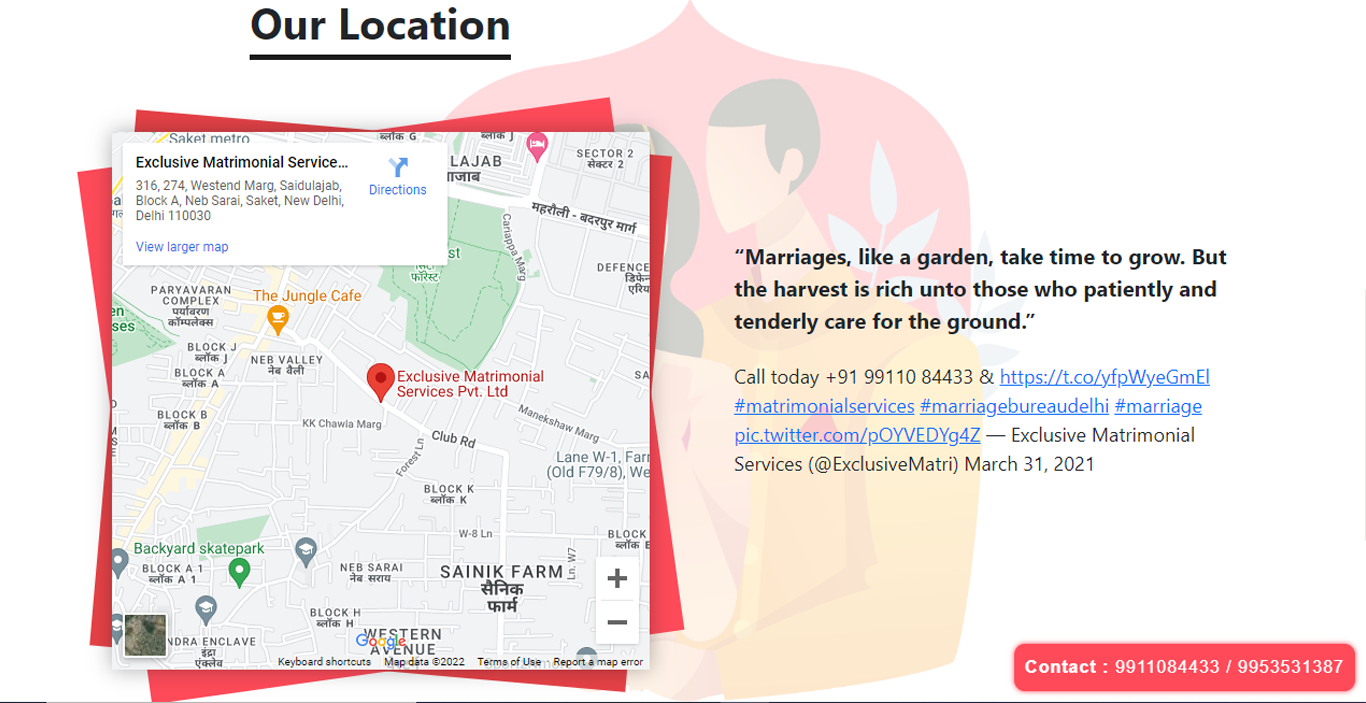 Our Location
Saket metro
ब्लॉक G
ब्लॉक J
Exclusive Matrimonial Service...
Directions
316, 274, Westend Marg, Saidulajab,
Block A, Neb Sarai, Saket, New Delhi,
Delhi 110030
View larger map
LAJAB
SECTOR 2
सेक्टर 2
महरौली - बदरपुर मार्ग
Cariappa Marg
फॉरेस्ट
DEFENCE
PARYAVARAN
COMPLEX
पर्यावरण
कॉम्पलेक्स
The Jungle Cafe
BLOCK J
ब्लॉक J
NEB VALLEY
नेब वैली
BLOCK A
ब्लॉक A
Exclusive Matrimonial
Services Pvt. Ltd
BLOCK B
ब्लॉक B
KK Chawla Marg
Manekshaw Marg
Club Rd
Forest Ln
Lane W-1, Farm
(Old F79/8), We
BLOCK K
ब्लॉक K
W-8 Ln
BLOCK
ब्लॉक
Ln. W7
Backyard skatepark
BLOCK A 1
ब्लॉक A 1
NEB SARAI
नेब सराय
SAINIK FARM
सैनिक
फार्म
BLOCK H
ब्लॉक H
NDRA ENCLAVE
इंद्रा
एंक्लेव
WESTERN
AVENUE
Google
Keyboard shortcuts Map data ©2022 Terms of Use Report a map error
“Marriages, like a garden, take time to grow. But
the harvest is rich unto those who patiently and
tenderly care for the ground.”
Call today +91 99110 84433 & https://t.co/yfpWyeGmEl
#matrimonialservices #marriagebureaudelhi #marriage
pic.twitter.com/pOYVEDYg4Z — Exclusive Matrimonial
Services (@ExclusiveMatri) March 31, 2021
Contact : 9911084433 / 9953531387